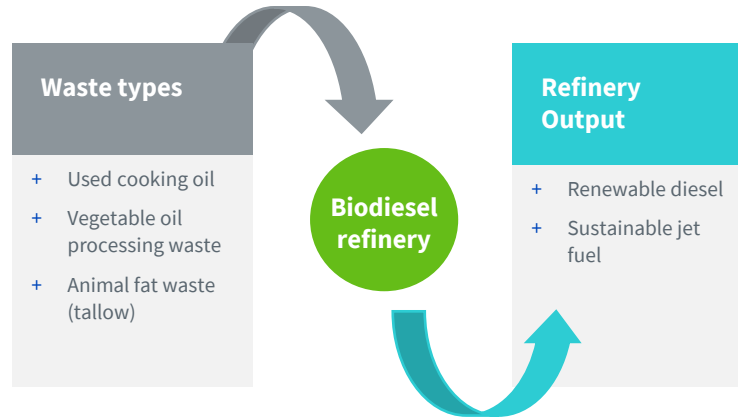 Waste types
+ Used cooking oil
+ Vegetable oil
processing waste
+ Animal fat waste
(tallow)
Biodiesel
refinery
Refinery
Output
+ Renewable diesel
+ Sustainable jet
fuel